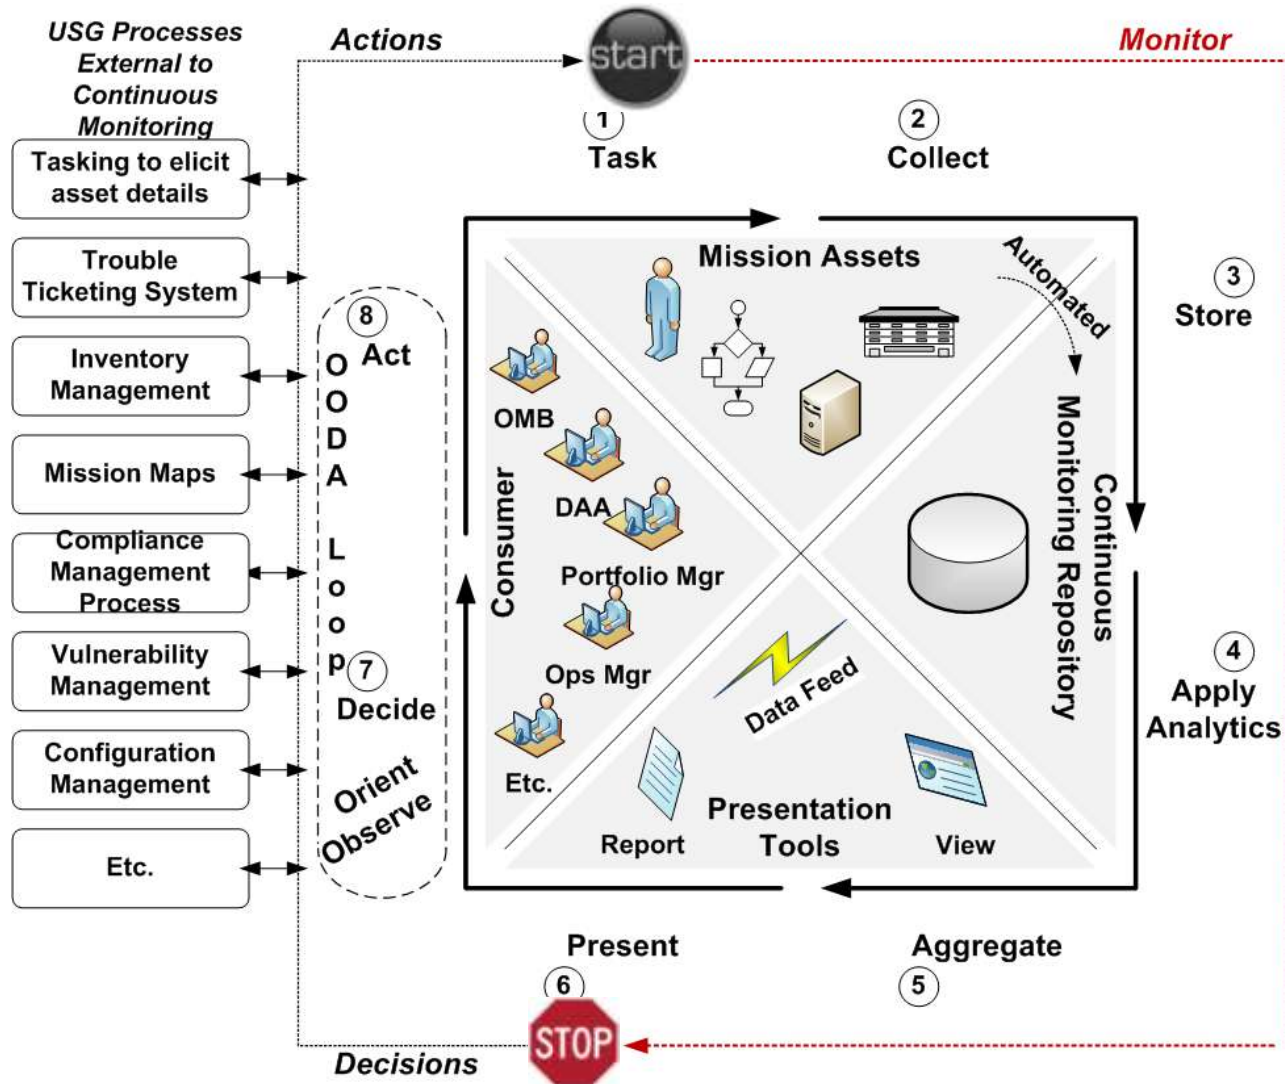 USG Processes
External to
Continuous
Monitoring
Actions
start
Monitor
1
Task
2
Collect
Tasking to elicit
asset details
Trouble
Ticketing System
Inventory
Management
Mission Maps
Compliance
Management
Process
Vulnerability
Management
Configuration
Management
Etc.
8
Act
OODA
Loop
7
Decide
Orient
Observe
Mission Assets
Automated
3
Store
Consumer
OMB
DAA
Portfolio Mgr
Ops Mgr
Etc.
Continuous
Monitoring Repository
4
Apply
Analytics
Data Feed
Report
Presentation
Tools
View
Present
6
Aggregate
5
STOP
Decisions